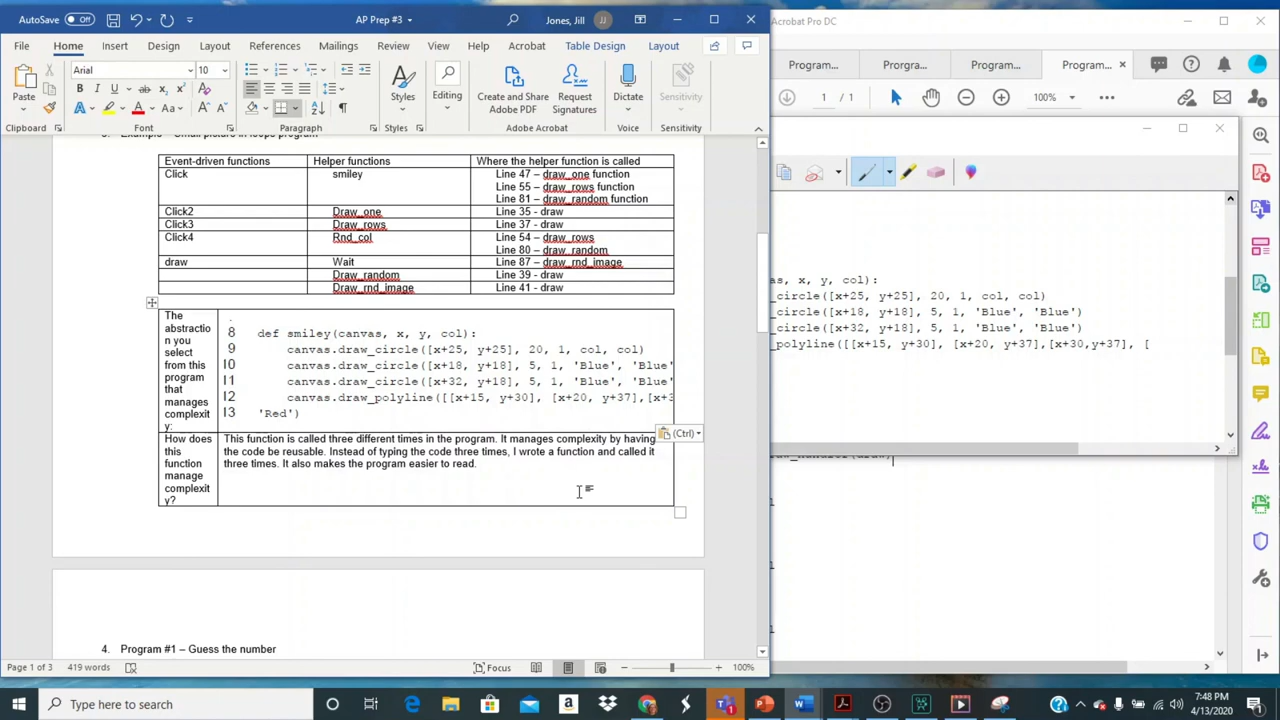 AutoSave Off AP Prep #3 Jones, Jill JJ
Acrobat Pro DC
File Home Insert Design Layout References Mailings Review View Help Acrobat Table Design Layout
Program... Prorgra... Program... Program...
Arial 10
1 / 1 100%
Paste
Styles
Editing
Create and Share Adobe PDF
Request Signatures
Dictate
Sensitivity
Clipboard Font Paragraph Styles Adobe Acrobat Voice Sensitivity
3. Example – Small picture in loops program
Event-driven functions Helper functions Where the helper function is called
Click smiley Line 47 – draw_one function
Line 55 – draw_rows function
Line 81 – draw_random function
Click2 Draw_one Line 35 - draw
Click3 Draw_rows Line 37 - draw
Click4 Rnd_col Line 54 – draw_rows
Line 80 – draw_random
draw Wait Line 87 – draw_rnd_image
Draw_random Line 39 - draw
Draw_rnd_image Line 41 - draw
The abstractio n you select from this program that manages complexit y:
8 def smiley(canvas, x, y, col):
9 canvas.draw_circle([x+25, y+25], 20, 1, col, col)
10 canvas.draw_circle([x+18, y+18], 5, 1, 'Blue', 'Blue'
11 canvas.draw_circle([x+32, y+18], 5, 1, 'Blue', 'Blue'
12 canvas.draw_polyline([[x+15, y+30], [x+20, y+37],[x+3
13 'Red')
(Ctrl)
How does this function manage complexit y?
This function is called three different times in the program. It manages complexity by having
the code be reusable. Instead of typing the code three times, I wrote a function and called it
three times. It also makes the program easier to read.
4. Program #1 – Guess the number
as, x, y, col):
_circle([x+25, y+25], 20, 1, col, col)
_circle([x+18, y+18], 5, 1, 'Blue', 'Blue')
_circle([x+32, y+18], 5, 1, 'Blue', 'Blue')
_polyline([[x+15, y+30], [x+20, y+37],[x+30,y+37], [
Page 1 of 3 419 words Focus 100%
Type here to search
7:48 PM
4/13/2020